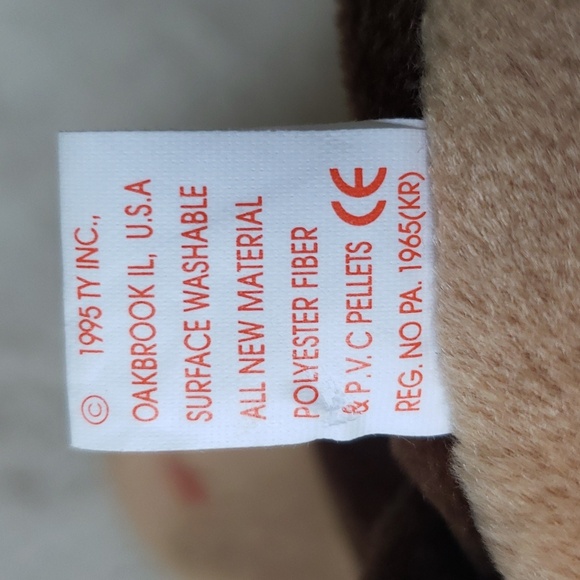 © 1995 TY INC.,
OAKBROOK IL, U.S.A
SURFACE WASHABLE
ALL NEW MATERIAL
POLYESTER FIBER
& P.V.C PELLETS CE
REG. NO PA. 1965(KR)